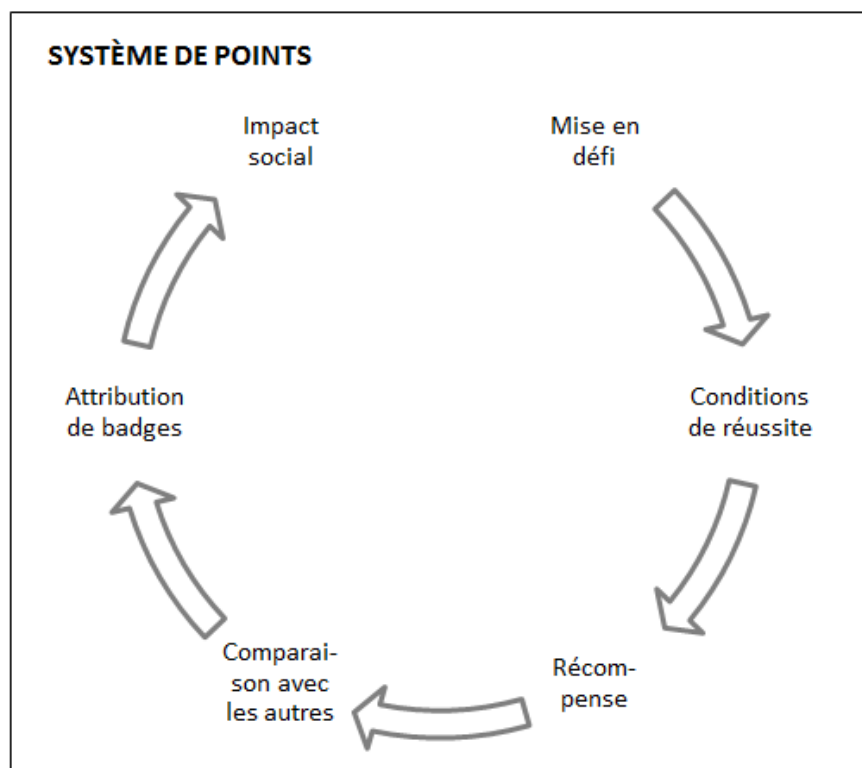 SYSTÈME DE POINTS
Impact
social
Mise en
défi
Conditions
de réussite
Récom-
pense
Comparai-
son avec
les autres
Attribution
de badges